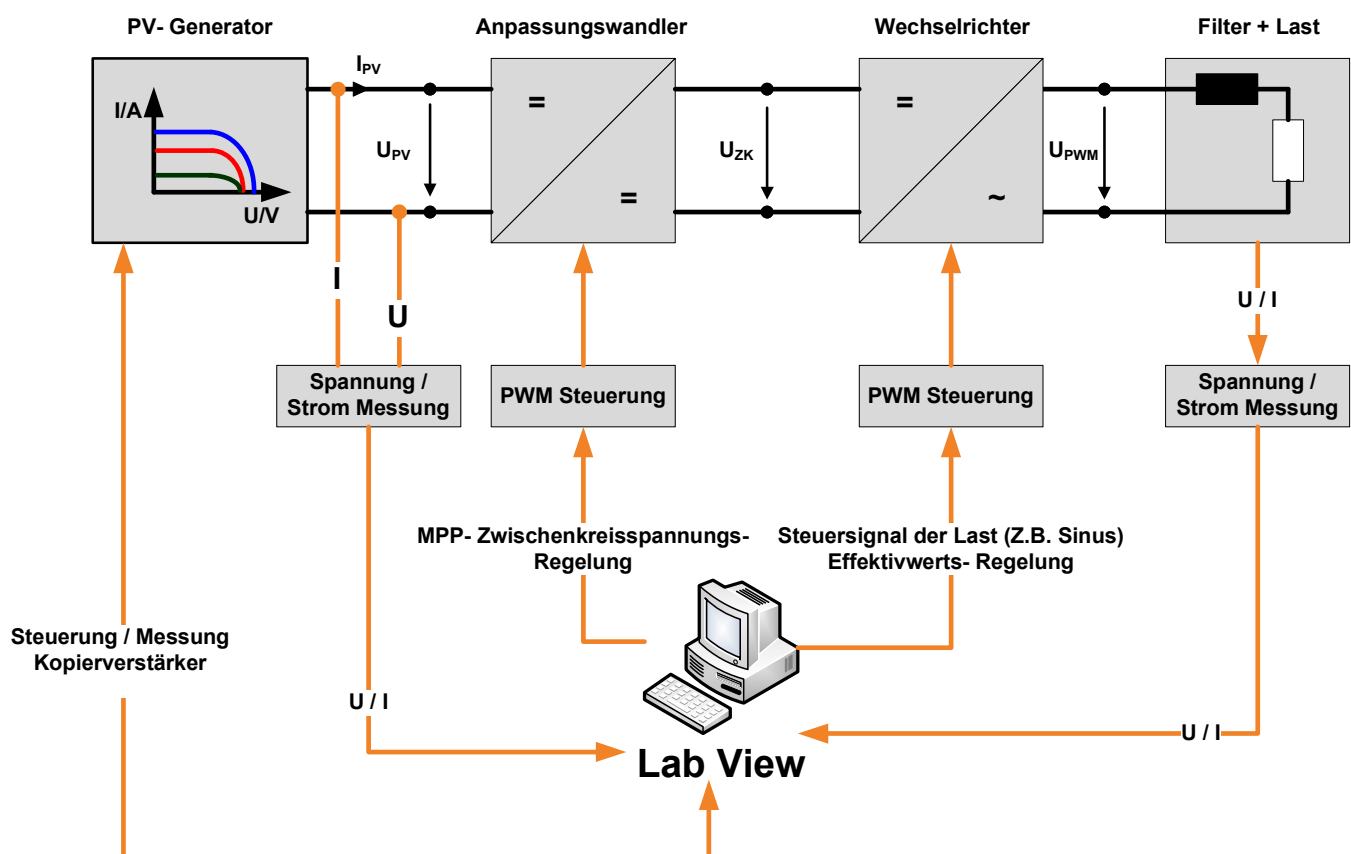 PV- Generator
Anpassungswandler
Wechselrichter
Filter + Last
I/A
U/V
IPV
UPV
=
=
UZK
=
~
UPWM
I
U
U / I
Spannung /
Strom Messung
PWM Steuerung
PWM Steuerung
Spannung /
Strom Messung
MPP- Zwischenkreisspannungs-
Regelung
Steuersignal der Last (Z.B. Sinus)
Effektivwerts- Regelung
Steuerung / Messung
Kopierverstärker
U / I
U / I
Lab View